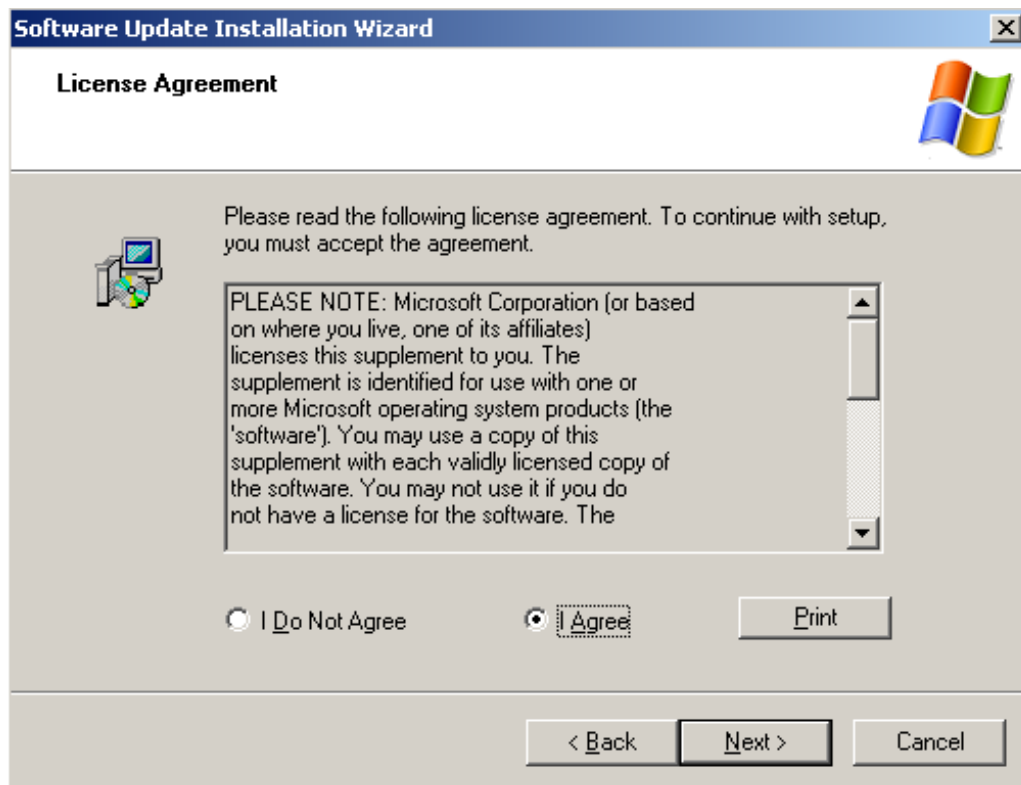 Software Update Installation Wizard
License Agreement
Please read the following license agreement. To continue with setup,
you must accept the agreement.
PLEASE NOTE: Microsoft Corporation (or based
on where you live, one of its affiliates)
licenses this supplement to you. The
supplement is identified for use with one or
more Microsoft operating system products (the
'software'). You may use a copy of this
supplement with each validly licensed copy of
the software. You may not use it if you do
not have a license for the software. The
I Do Not Agree
I Agree
Print
< Back
Next >
Cancel